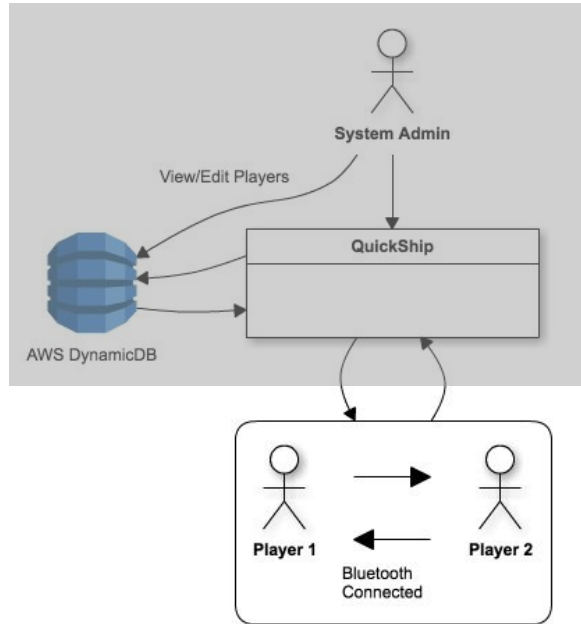 System Admin
View/Edit Players
QuickShip
AWS DynamicDB
Player 1
Player 2
Bluetooth
Connected